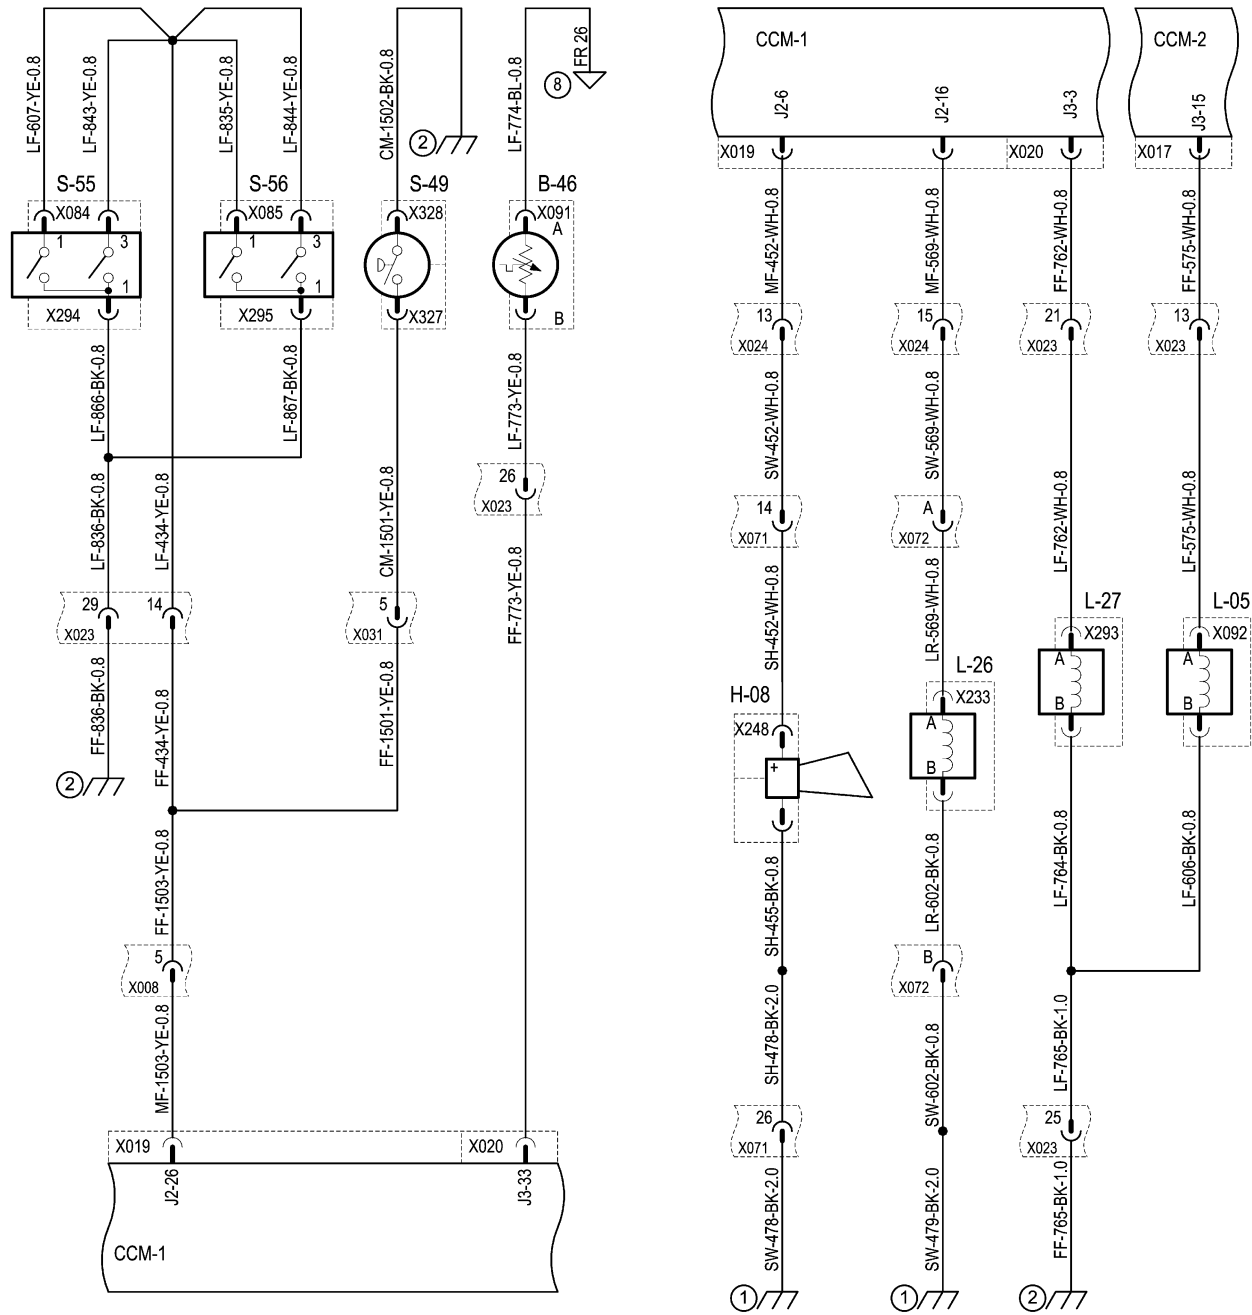 LF-607-YE-0.8
LF-843-YE-0.8
LF-835-YE-0.8
LF-844-YE-0.8
CM-1502-BK-0.8
2
LF-774-BL-0.8
FR 26
8
S-55
S-56
S-49
B-46
X084
X085
X328
X091
A
1
3
1
1
3
1
X294
X295
X327
B
LF-866-BK-0.8
LF-867-BK-0.8
LF-773-YE-0.8
LF-836-BK-0.8
LF-434-YE-0.8
CM-1501-YE-0.8
26
X023
29
14
X023
5
X031
FF-773-YE-0.8
FF-836-BK-0.8
2
FF-434-YE-0.8
FF-1501-YE-0.8
FF-1503-YE-0.8
5
X008
MF-1503-YE-0.8
X019
X020
J2-26
J3-33
CCM-1
CCM-1
CCM-2
J2-6
J2-16
J3-3
J3-15
X019
X020
X017
MF-452-WH-0.8
MF-569-WH-0.8
FF-762-WH-0.8
FF-575-WH-0.8
13
X024
15
X024
21
X023
13
X023
SW-452-WH-0.8
SW-569-WH-0.8
LF-762-WH-0.8
LF-575-WH-0.8
14
X071
A
X072
SH-452-WH-0.8
LR-569-WH-0.8
L-27
L-05
X293
X092
A
B
A
B
L-26
X233
A
B
H-08
X248
+
SH-455-BK-0.8
LR-602-BK-0.8
LF-764-BK-0.8
LF-606-BK-0.8
B
X072
SH-478-BK-2.0
SW-602-BK-0.8
LF-765-BK-1.0
26
X071
25
X023
SW-478-BK-2.0
SW-479-BK-2.0
FF-765-BK-1.0
1
1
2